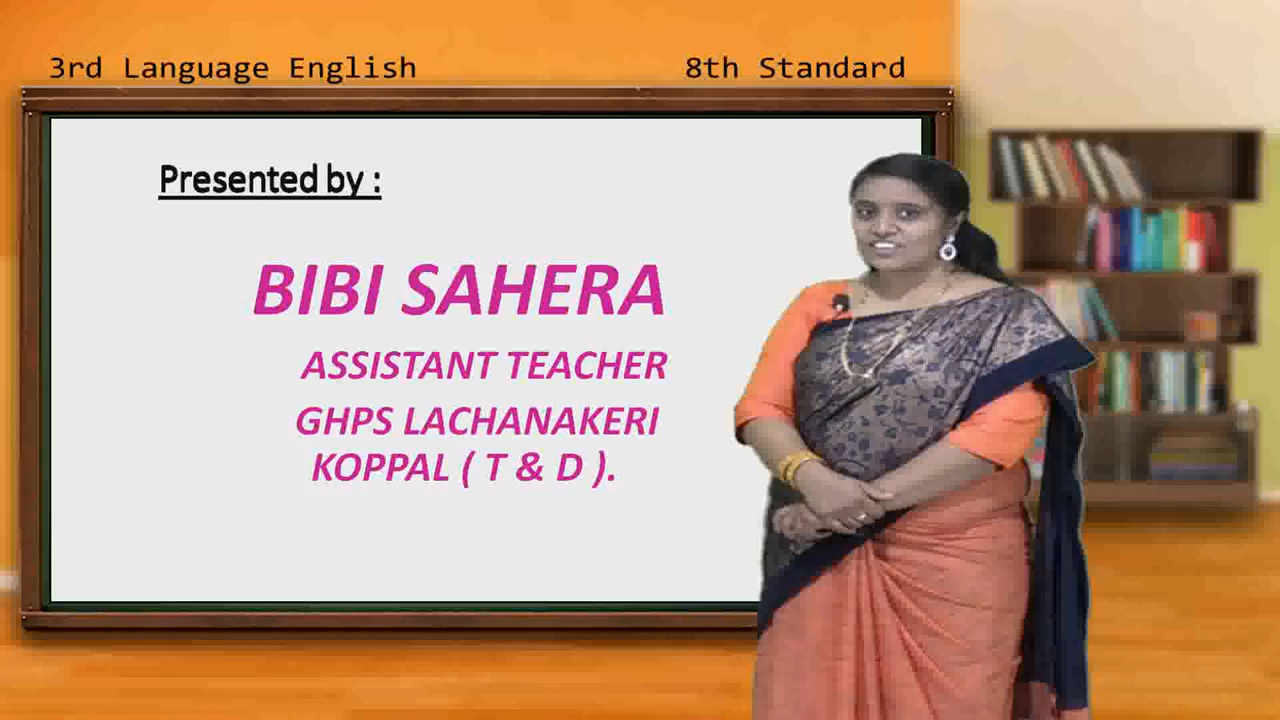 3rd Language English 8th Standard
Presented by :
BIBI SAHERA
ASSISTANT TEACHER
GHPS LACHANAKERI
KOPPAL ( T & D ).